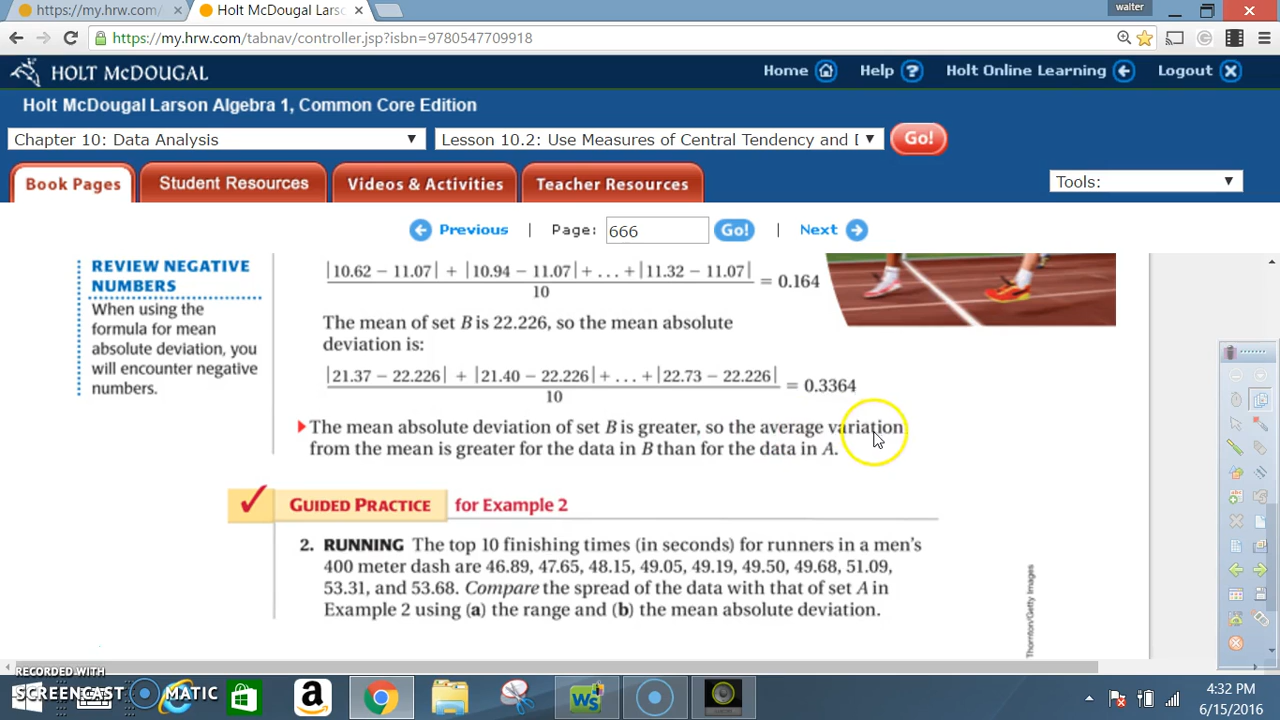 https://my.hrw.com/tabna
Holt McDougal Larso
walter
https://my.hrw.com/tabnav/controller.jsp?isbn=9780547709918
HOLT MCDOUGAL
Home
Help ?
Holt Online Learning
Logout
Holt McDougal Larson Algebra 1, Common Core Edition
Chapter 10: Data Analysis
Lesson 10.2: Use Measures of Central Tendency and D
Go!
Book Pages
Student Resources
Videos & Activities
Teacher Resources
Tools:
Previous | Page: 666 Go! | Next
REVIEW NEGATIVE
NUMBERS
When using the
formula for mean
absolute deviation, you
will encounter negative
numbers.
|10.62 − 11.07| + |10.94 − 11.07| + . . . + |11.32 − 11.07|
10
= 0.164
The mean of set B is 22.226, so the mean absolute
deviation is:
|21.37 − 22.226| + |21.40 − 22.226| + . . . + |22.73 − 22.226|
10
= 0.3364
The mean absolute deviation of set B is greater, so the average variation
from the mean is greater for the data in B than for the data in A.
GUIDED PRACTICE for Example 2
2. RUNNING The top 10 finishing times (in seconds) for runners in a men's
400 meter dash are 46.89, 47.65, 48.15, 49.05, 49.19, 49.50, 49.68, 51.09,
53.31, and 53.68. Compare the spread of the data with that of set A in
Example 2 using (a) the range and (b) the mean absolute deviation.
Thornton/Getty Images
RECORDED WITH
SCREENCAST MATIC
4:32 PM
6/15/2016